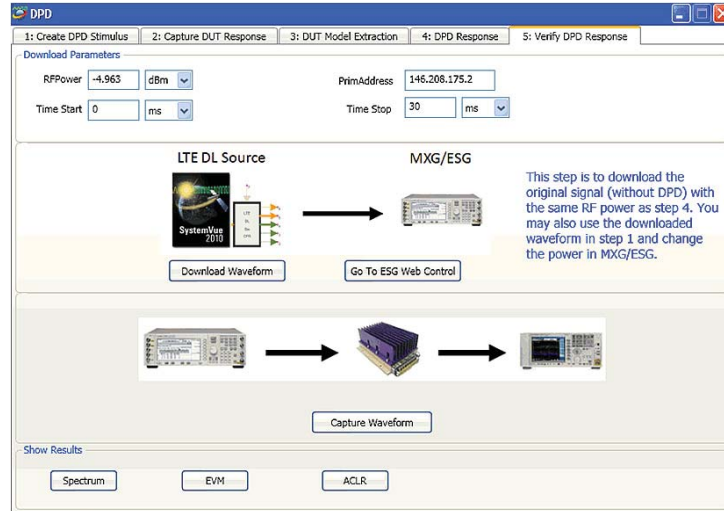 DPD
1: Create DPD Stimulus
2: Capture DUT Response
3: DUT Model Extraction
4: DPD Response
5: Verify DPD Response
Download Parameters
RFPower -4.963 dBm
PrimAddress 146.208.175.2
Time Start 0 ms
Time Stop 30 ms
LTE DL Source
MXG/ESG
SystemVue
2010
LTE
DL
This step is to download the
original signal (without DPD) with
the same RF power as step 4. You
may also use the downloaded
waveform in step 1 and change
the power in MXG/ESG.
Download Waveform
Go To ESG Web Control
Capture Waveform
Show Results
Spectrum
EVM
ACLR